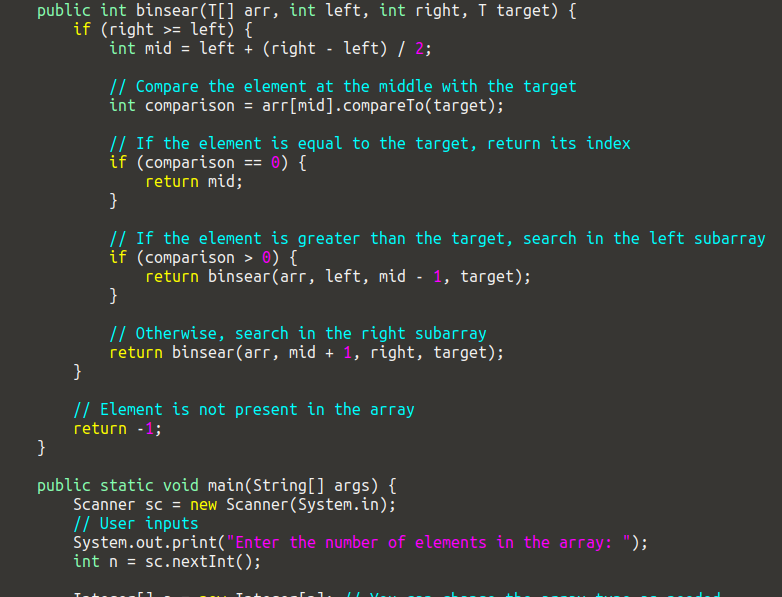 public int binsear(T[] arr, int left, int right, T target) {
if (right >= left) {
int mid = left + (right - left) / 2;
// Compare the element at the middle with the target
int comparison = arr[mid].compareTo(target);
// If the element is equal to the target, return its index
if (comparison == 0) {
return mid;
}
// If the element is greater than the target, search in the left subarray
if (comparison > 0) {
return binsear(arr, left, mid - 1, target);
}
// Otherwise, search in the right subarray
return binsear(arr, mid + 1, right, target);
}
// Element is not present in the array
return -1;
}
public static void main(String[] args) {
Scanner sc = new Scanner(System.in);
// User inputs
System.out.print("Enter the number of elements in the array: ");
int n = sc.nextInt();